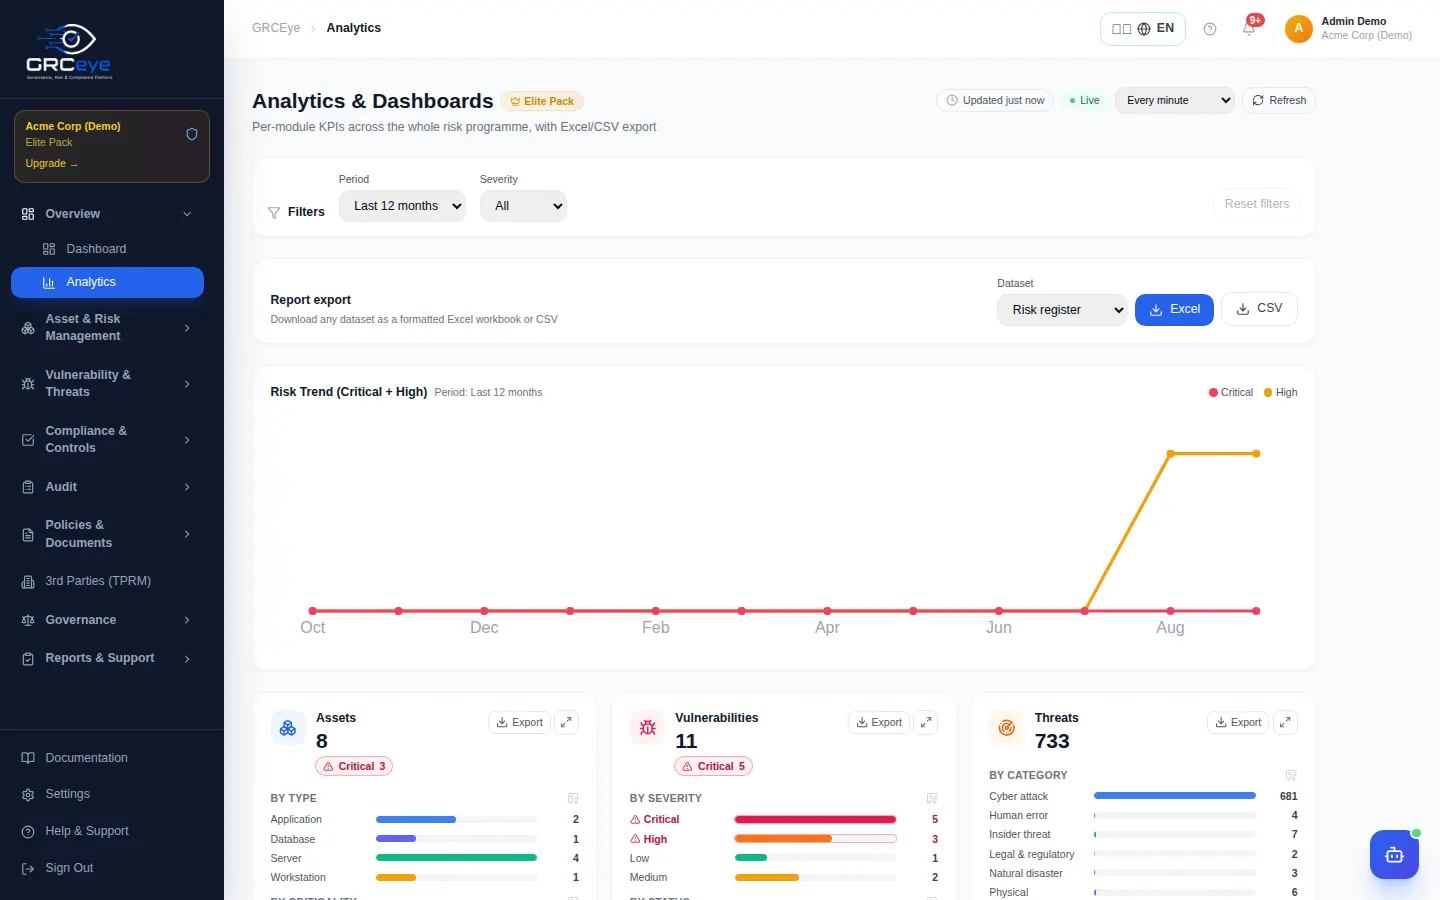 GRCeye
Governance, Risk & Compliance Platform
Acme Corp (Demo)
Elite Pack
Upgrade →
Overview
Dashboard
Analytics
Asset & Risk
Management
Vulnerability &
Threats
Compliance &
Controls
Audit
Policies &
Documents
3rd Parties (TPRM)
Governance
Reports & Support
Documentation
Settings
Help & Support
Sign Out
GRCEye > Analytics
EN
9+
A
Admin Demo
Acme Corp (Demo)
Analytics & Dashboards
Elite Pack
Per-module KPIs across the whole risk programme, with Excel/CSV export
Updated just now
Live
Every minute
Refresh
Filters
Period
Last 12 months
Severity
All
Reset filters
Report export
Download any dataset as a formatted Excel workbook or CSV
Dataset
Risk register
Excel
CSV
Risk Trend (Critical + High) Period: Last 12 months
Critical High
Oct Dec Feb Apr Jun Aug
Assets
8
Critical 3
Export
BY TYPE
Application 2
Database 1
Server 4
Workstation 1
BY CRITICALITY
Vulnerabilities
11
Critical 5
Export
BY SEVERITY
Critical 5
High 3
Low 1
Medium 2
BY STATUS
Threats
733
Export
BY CATEGORY
Cyber attack 681
Human error 4
Insider threat 7
Legal & regulatory 2
Natural disaster 3
Physical 6